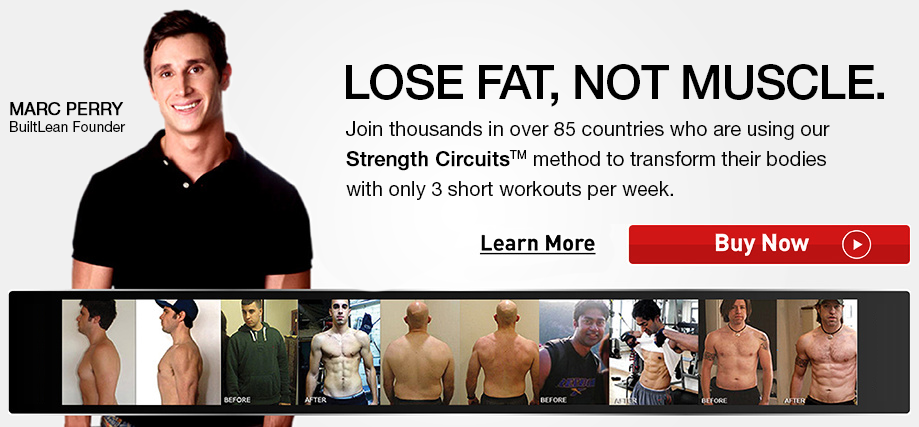 MARC PERRY
BuiltLean Founder
LOSE FAT, NOT MUSCLE.
Join thousands in over 85 countries who are using our
Strength Circuits™ method to transform their bodies
with only 3 short workouts per week.
Learn More
Buy Now
BEFORE
AFTER
BEFORE
AFTER
BEFORE
AFTER